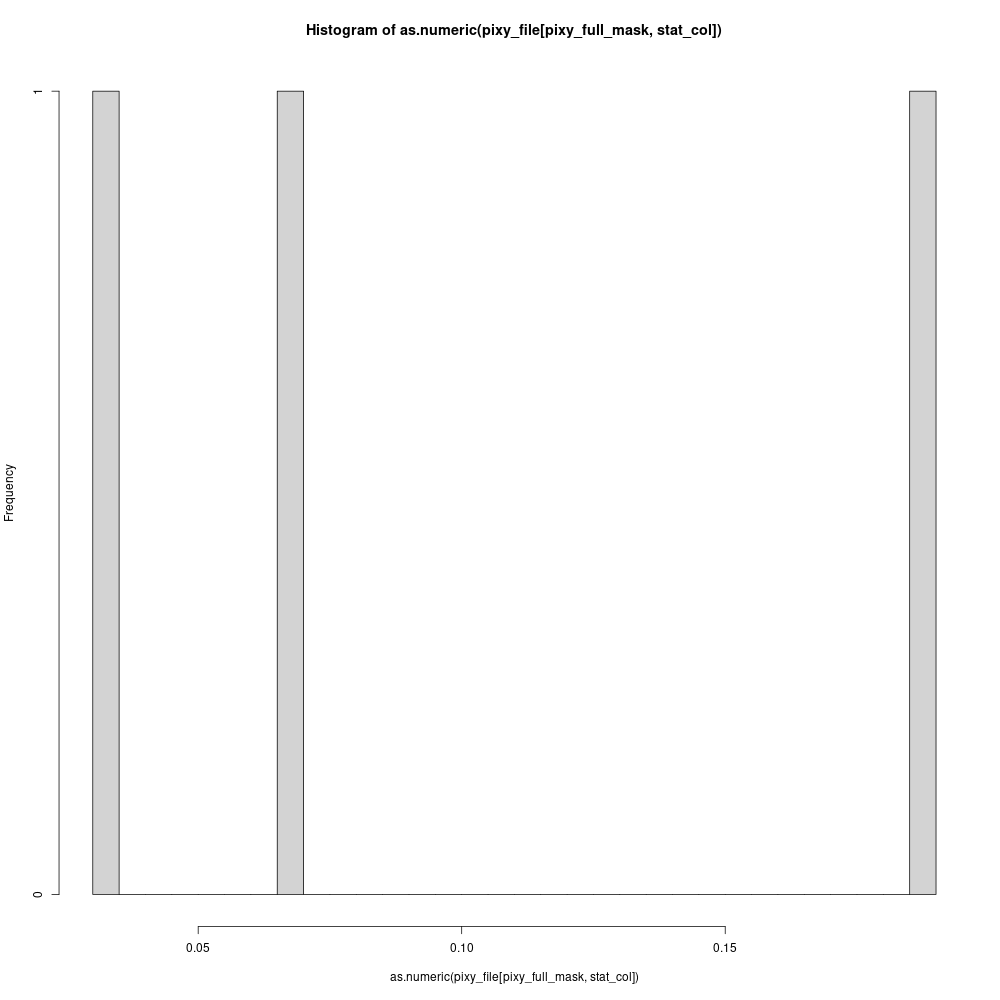 Histogram of as.numeric(pixy_file[pixy_full_mask, stat_col])
1
Frequency
0
0.05 0.10 0.15
as.numeric(pixy_file[pixy_full_mask, stat_col])